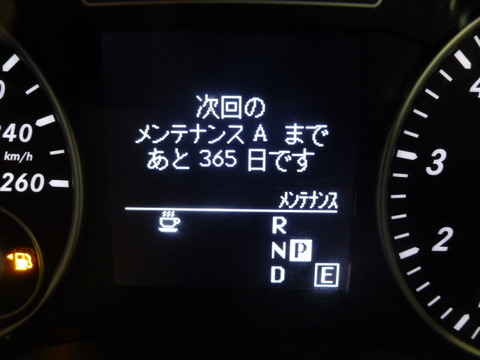 次回の
メンテナンス A まで
あと 365 日です
メンテナンス
R
N P
D E
240
km/h
260
4
3
2